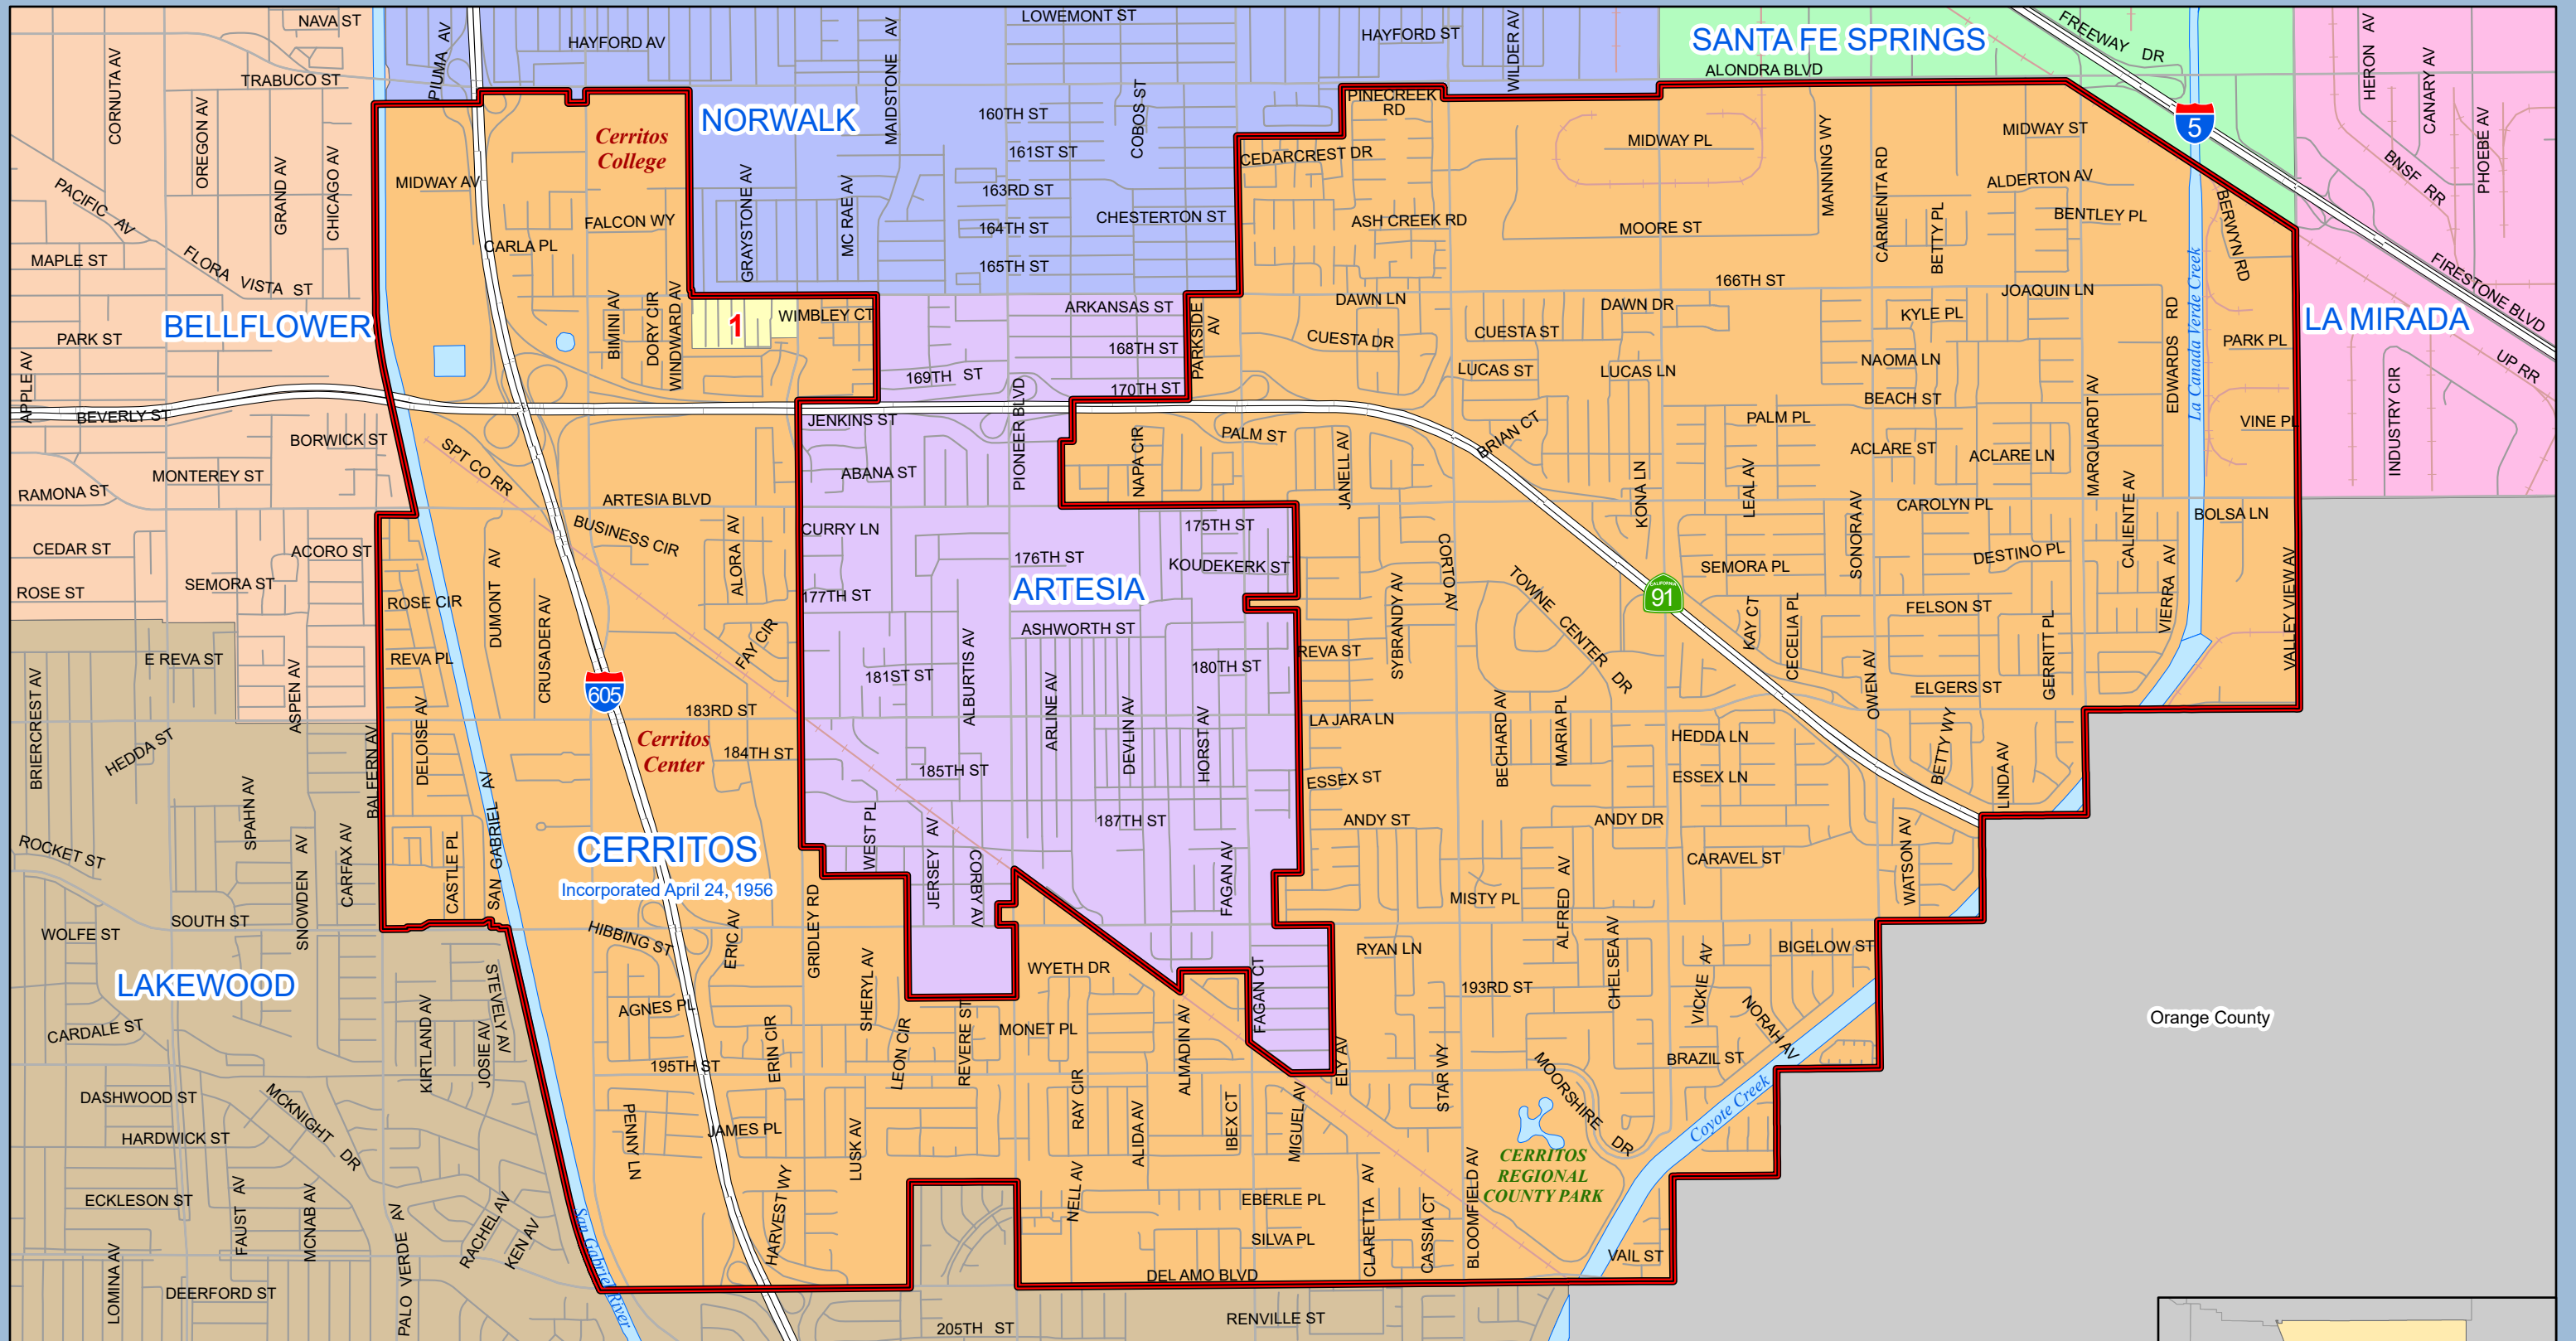 NAVA ST
LOWEMONT ST
HAYFORD AV
HAYFORD ST
PIUMA AV
MAIDSTONE AV
WILDER AV
SANTA FE SPRINGS
FREEWAY DR
HERON AV
CANARY AV
CORNUTA AV
TRABUCO ST
ALONDRA BLVD
PHOEBE AV
OREGON AV
NORWALK
160TH ST
COBOS ST
PINECREEK
RD
5
Cerritos
College
GRAND AV
CHICAGO AV
161ST ST
CEDARCREST DR
MIDWAY PL
MANNING WY
MIDWAY ST
CARMENITA RD
BNSF RR
PACIFIC AV
MIDWAY AV
GRAYSTONE AV
MC RAE AV
163RD ST
ALDERTON AV
CHESTERTON ST
ASH CREEK RD
BETTY PL
BENTLEY PL
BERWYN RD
FALCON WY
164TH ST
MOORE ST
CARLA PL
MAPLE ST
FLORA VISTA ST
165TH ST
166TH ST
La Canada Verde Creek
FIRESTONE BLVD
JOAQUIN LN
ARKANSAS ST
DAWN LN
DAWN DR
BELLFLOWER
BIMINI AV
DORY CIR
WINDWARD AV
1
WIMBLEY CT
PARKSIDE
AV
KYLE PL
EDWARDS RD
LA MIRADA
PARK ST
168TH ST
CUESTA DR
CUESTA ST
PARK PL
APPLE AV
NAOMA LN
UP RR
169TH ST
LUCAS ST
LUCAS LN
170TH ST
INDUSTRY CIR
BEVERLY ST
JENKINS ST
PIONEER BLVD
BEACH ST
MARQUARDT AV
BORWICK ST
PALM ST
BRIAN CT
PALM PL
VINE PL
SPT CO RR
NAPA CIR
JANELL AV
ACLARE ST
ACLARE LN
MONTEREY ST
ABANA ST
KONA LN
LEAL AV
RAMONA ST
ARTESIA BLVD
SONORA AV
CAROLYN PL
CALIENTE AV
BOLSA LN
BUSINESS CIR
CURRY LN
175TH ST
CEDAR ST
ACORO ST
DUMONT AV
ALORA AV
176TH ST
KOUDEKERK ST
CORTO AV
DESTINO PL
SEMORA ST
SEMORA PL
ROSE ST
ROSE CIR
CRUSADER AV
177TH ST
ARTESIA
SYBRANDY AV
TOWNE CENTER DR
CALIFORNIA
91
KAY CT
CECELIA PL
FELSON ST
VIERRA AV
VALLEY VIEW AV
ASHWORTH ST
FAY CIR
E REVA ST
REVA PL
REVA ST
GERRITT PL
181ST ST
ALBURTIS AV
180TH ST
BRIERCREST AV
605
ASPEN AV
DELOISE AV
OWEN AV
ELGERS ST
183RD ST
ARLINE AV
DEVLIN AV
HORST AV
LA JARA LN
BECHARD AV
MARIA PL
HEDDA ST
BALFERN AV
Cerritos
Center
184TH ST
HEDDA LN
BETTY WY
LINDA AV
185TH ST
ESSEX ST
ESSEX LN
SPAHN AV
SAN GABRIEL AV
WEST PL
JERSEY AV
187TH ST
ANDY ST
ANDY DR
WATSON AV
ROCKET ST
SNOWDEN AV
CARFAX AV
CASTLE PL
CERRITOS
Incorporated April 24, 1956
GRIDLEY RD
CORBY AV
FAGAN AV
ALFRED AV
CARAVEL ST
MISTY PL
SOUTH ST
WOLFE ST
HIBBING ST
ERIC AV
SHERYL AV
RYAN LN
CHELSEA AV
VICKIE AV
BIGELOW ST
LAKEWOOD
STEVELY AV
WYETH DR
FAGAN CT
193RD ST
AGNES PL
NORAH AV
KIRTLAND AV
JOSIE AV
ERIN CIR
LEON CIR
REVERE ST
MONET PL
ALMADIN AV
Orange County
CARDALE ST
195TH ST
ELY AV
STAR WY
MOORSHIRE DR
BRAZIL ST
DASHWOOD ST
MCKNIGHT DR
PENNY LN
RAY CIR
ALIDA AV
IBEX CT
MIGUEL AV
Coyote Creek
HARDWICK ST
JAMES PL
LUSK AV
CERRITOS
REGIONAL
COUNTY PARK
ECKLESON ST
FAUST AV
MCNAB AV
PALO VERDE AV
RACHEL AV
KEN AV
HARVEST WY
NELL AV
EBERLE PL
CLARETTA AV
CASSIA CT
BLOOMFIELD AV
SILVA PL
VAIL ST
LOMINA AV
San Gabriel River
DEL AMO BLVD
DEERFORD ST
205TH ST
RENVILLE ST